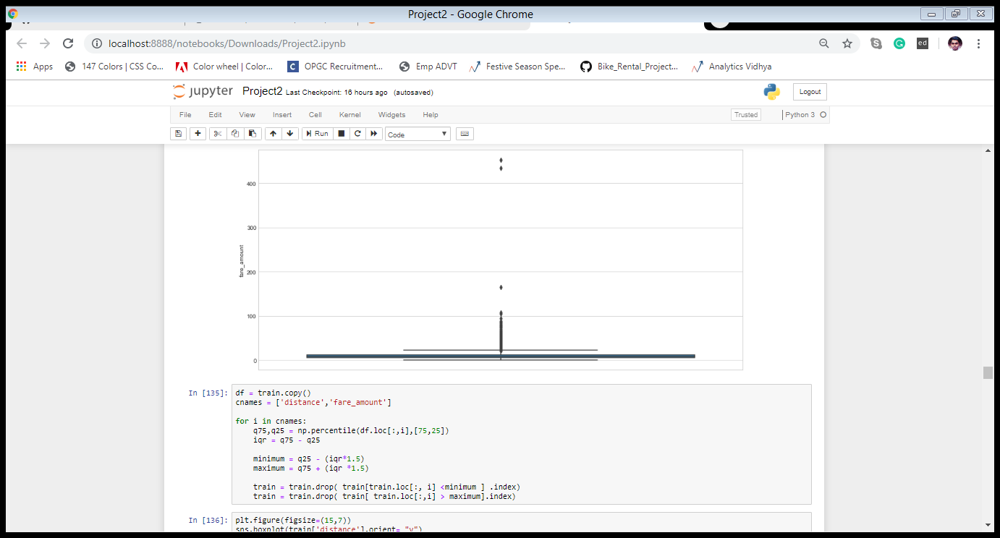 Project2 - Google Chrome
localhost:8888/notebooks/Downloads/Project2.ipynb
ed
Apps 147 Colors | CSS Co... Color wheel | Color... C OPGC Recruitment... Emp ADVT Festive Season Spe... Bike_Rental_Project... Analytics Vidhya
jupyter Project2 Last Checkpoint: 16 hours ago (autosaved) Logout
File Edit View Insert Cell Kernel Widgets Help Trusted Python 3
Run Code
400
300
fare_amount
200
100
0
In [135]: df = train.copy()
cnames = ['distance','fare_amount']
for i in cnames:
    q75,q25 = np.percentile(df.loc[:,i],[75,25])
    iqr = q75 - q25
    minimum = q25 - (iqr*1.5)
    maximum = q75 + (iqr *1.5)
    train = train.drop( train[train.loc[:, i] <minimum ] .index)
    train = train.drop( train[ train.loc[:,i] > maximum].index)
In [136]: plt.figure(figsize=(15,7))
sns.boxplot(train['distance'],orient= "v")